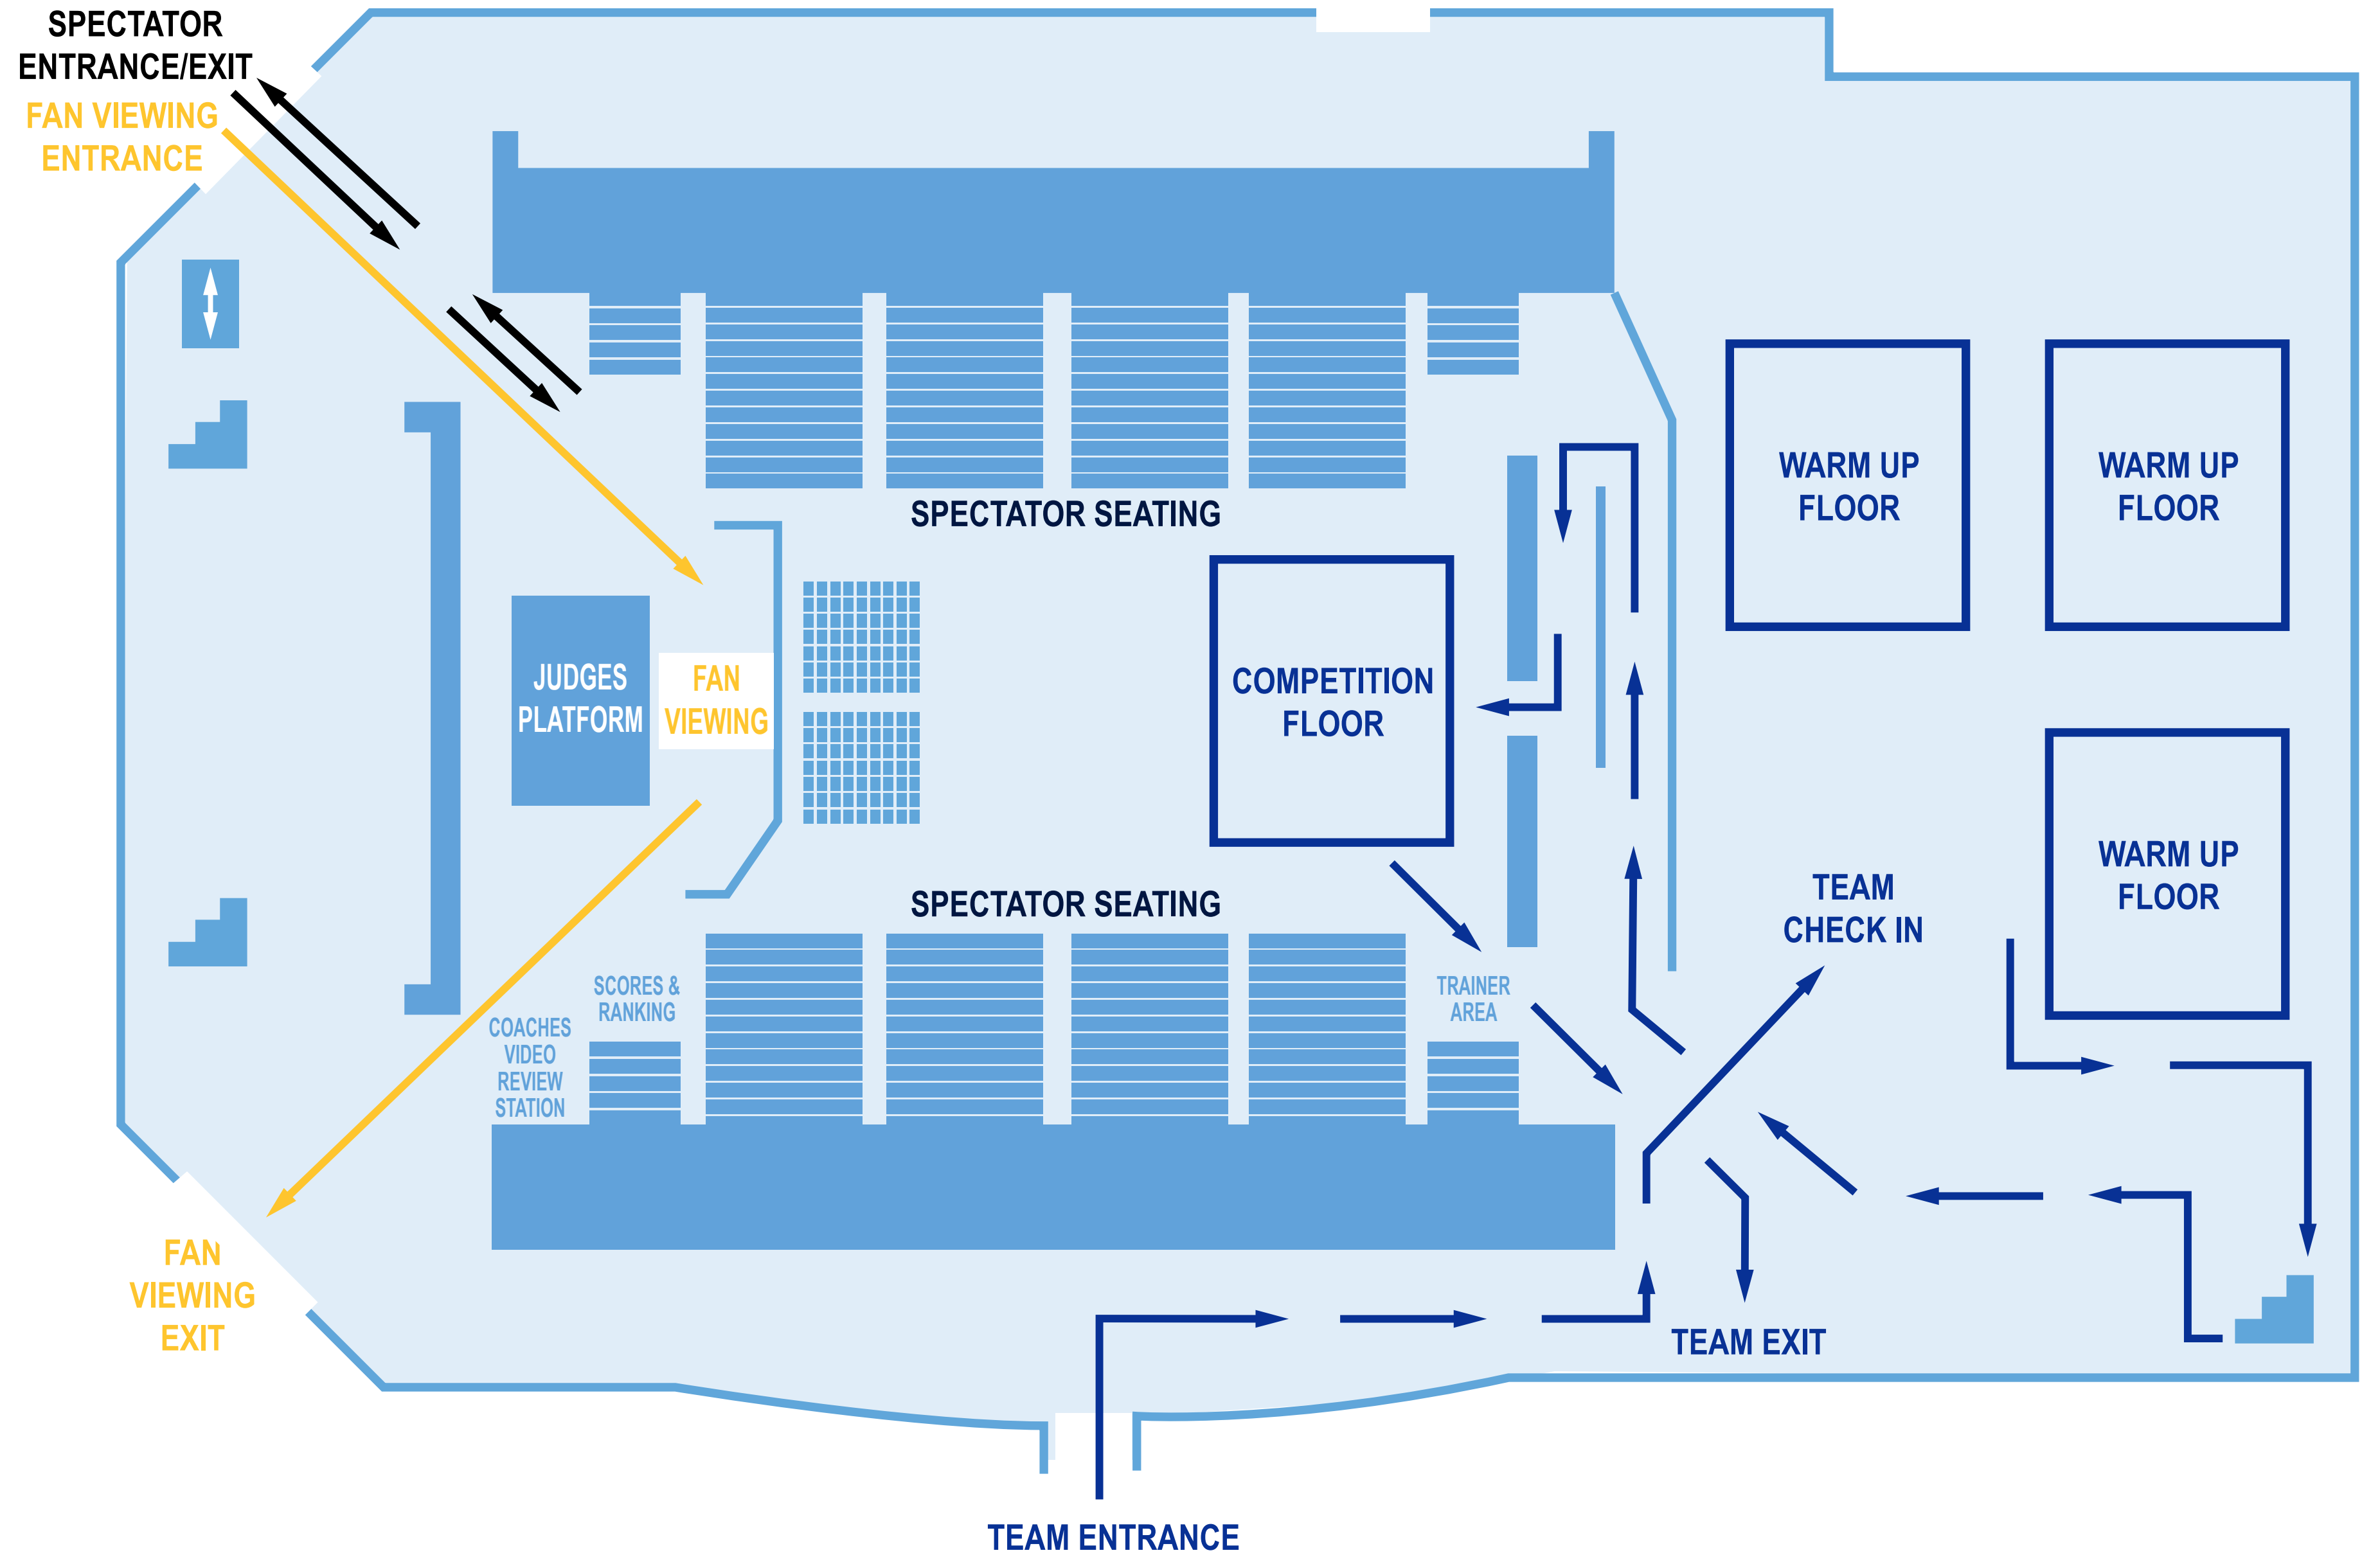 SPECTATOR
ENTRANCE/EXIT
FAN VIEWING
ENTRANCE
WARM UP
FLOOR
WARM UP
FLOOR
SPECTATOR SEATING
JUDGES
PLATFORM
FAN
VIEWING
COMPETITION
FLOOR
WARM UP
FLOOR
TEAM
CHECK IN
SPECTATOR SEATING
SCORES &
RANKING
TRAINER
AREA
COACHES
VIDEO
REVIEW
STATION
FAN
VIEWING
EXIT
TEAM EXIT
TEAM ENTRANCE